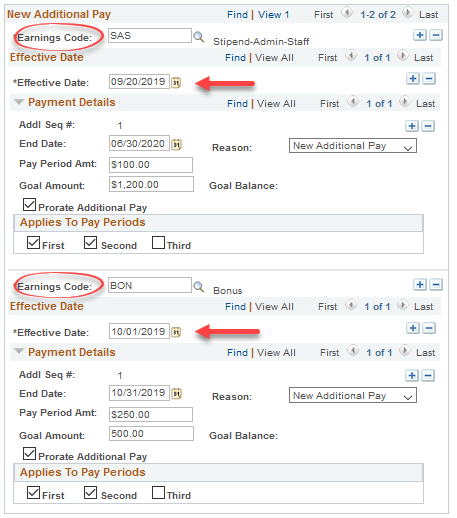 New Additional Pay Find | View 1 First 1-2 of 2 Last
*Earnings Code: SAS Stipend-Admin-Staff
Effective Date Find | View All First 1 of 1 Last
*Effective Date: 09/20/2019
Payment Details Find | View All First 1 of 1 Last
Addl Seq #: 1
End Date: 06/30/2020 Reason: New Additional Pay
Pay Period Amt: $100.00
Goal Amount: $1,200.00 Goal Balance:
Prorate Additional Pay
Applies To Pay Periods
First Second Third
Earnings Code: BON Bonus
Effective Date Find | View All First 1 of 1 Last
*Effective Date: 10/01/2019
Payment Details Find | View All First 1 of 1 Last
Addl Seq #: 1
End Date: 10/31/2019 Reason: New Additional Pay
Pay Period Amt: $250.00
Goal Amount: 500.00 Goal Balance:
Prorate Additional Pay
Applies To Pay Periods
First Second Third